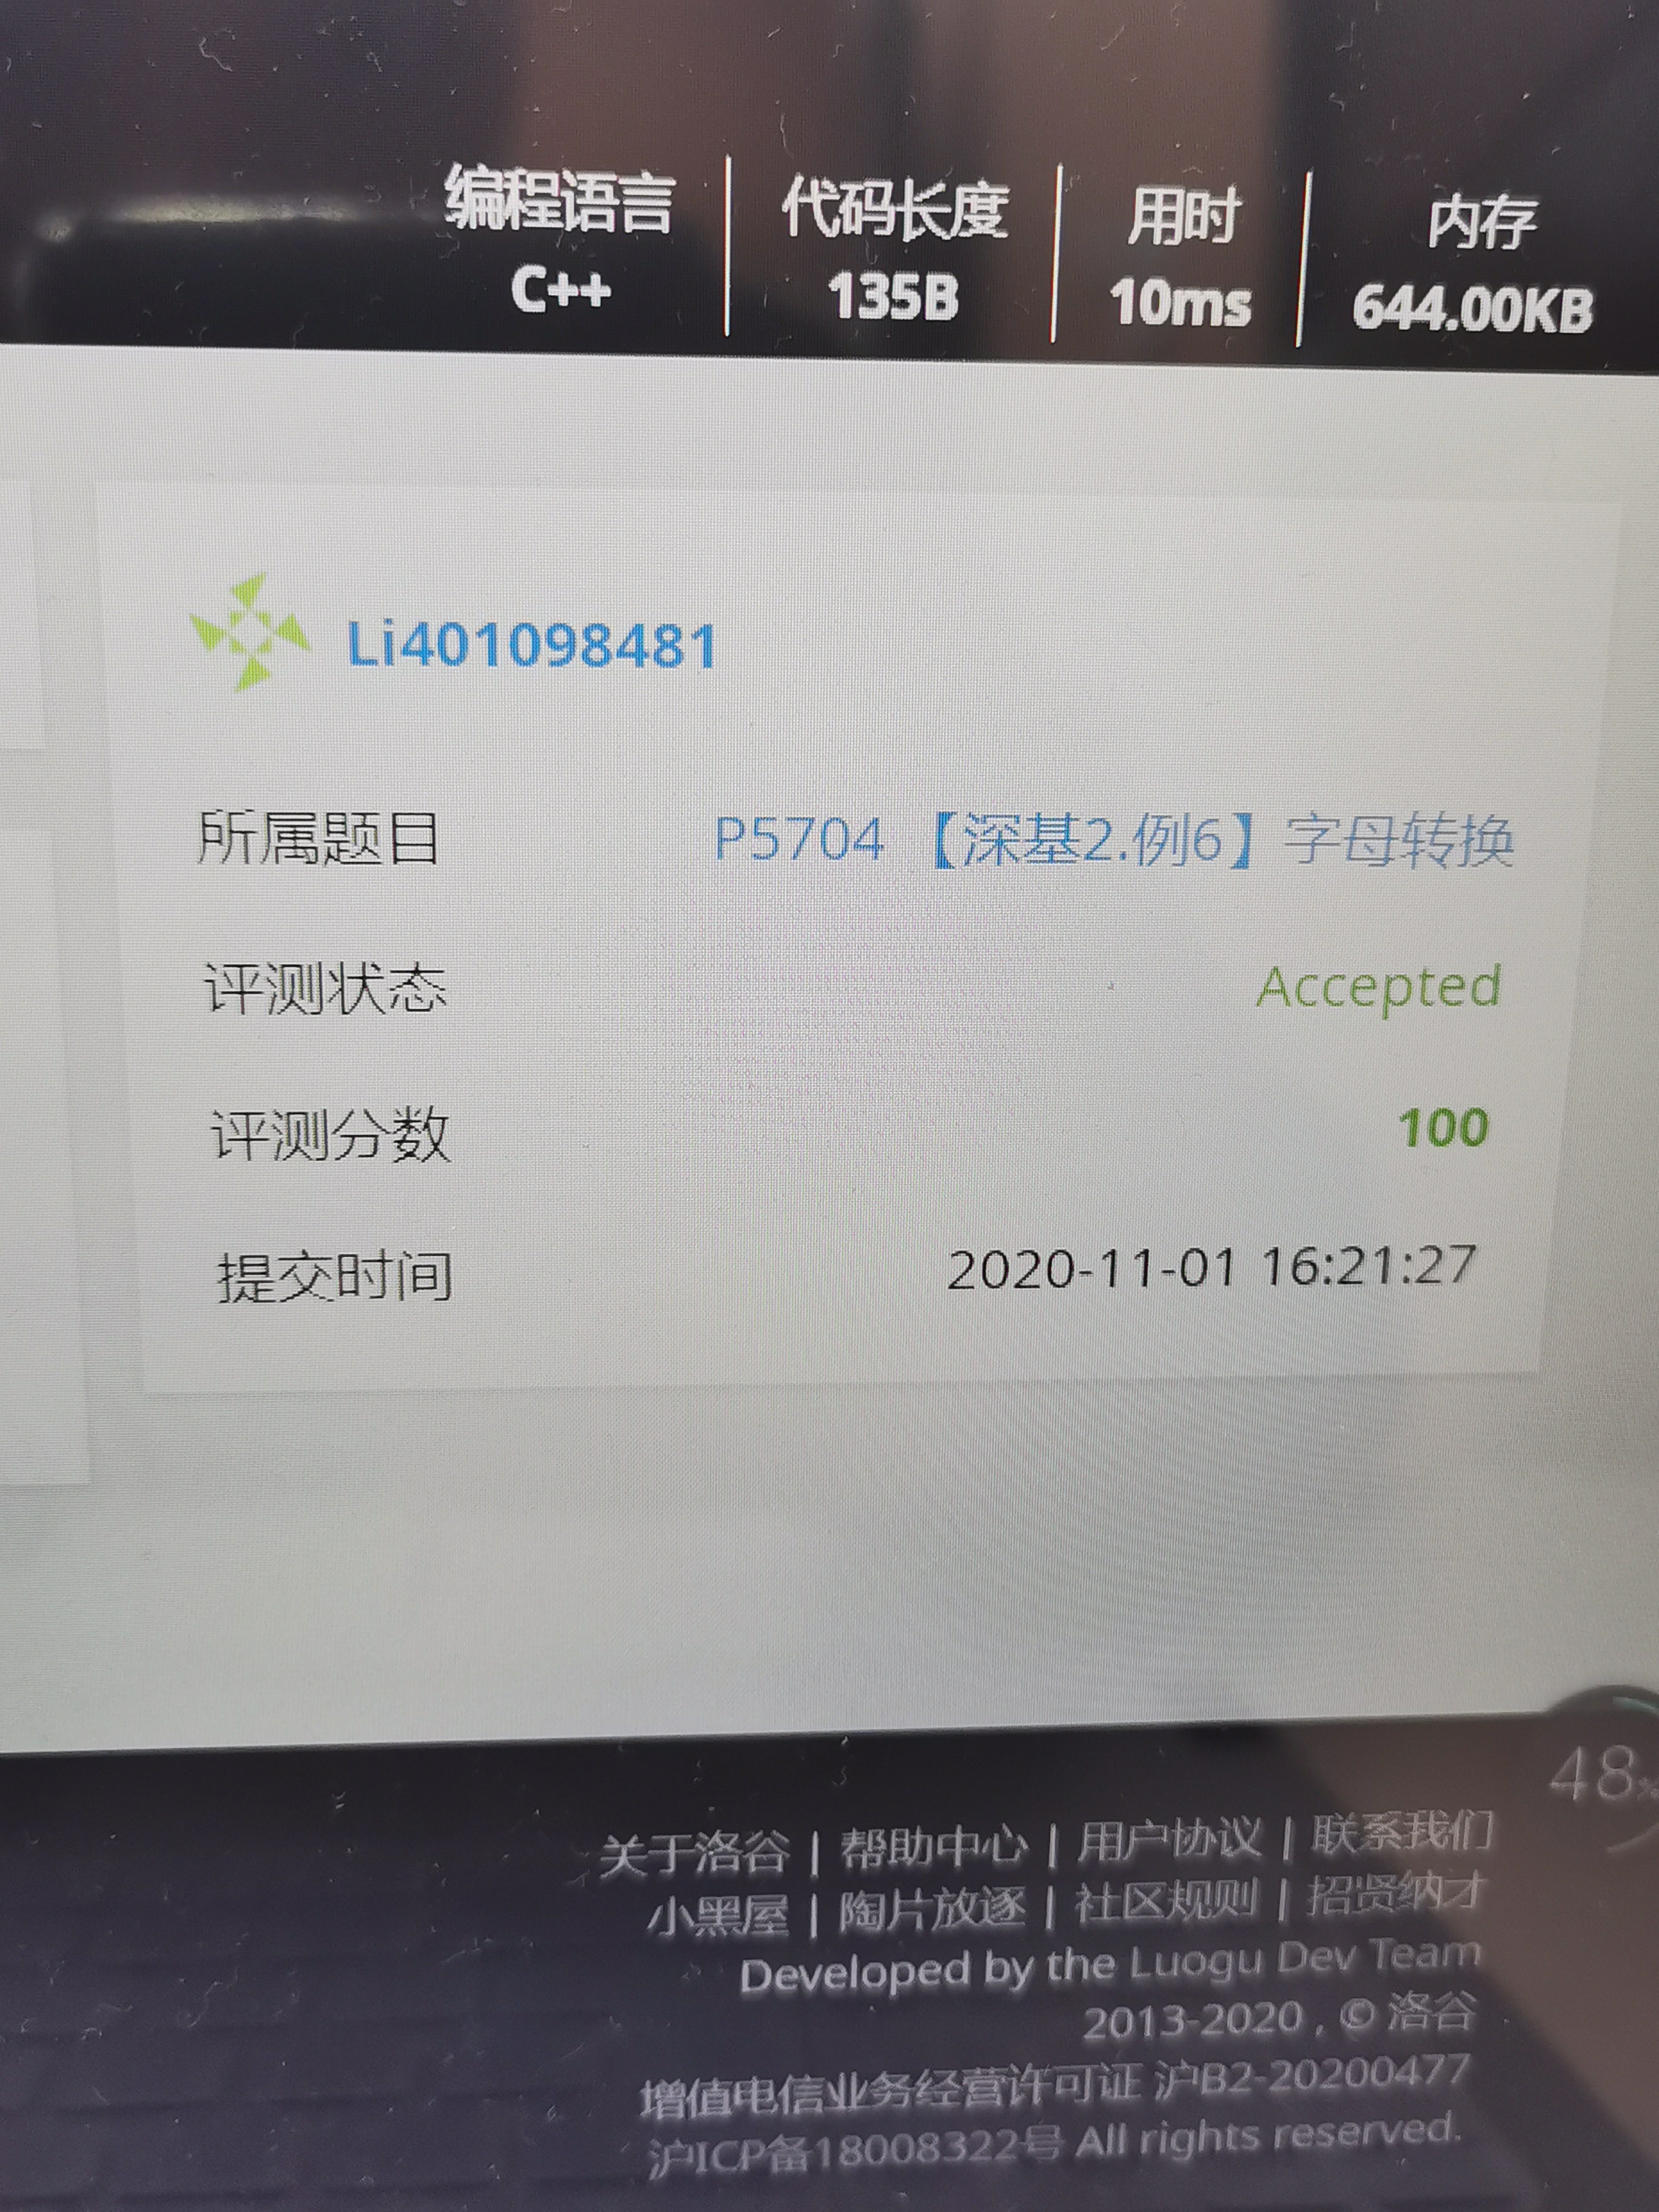 编程语言 代码长度 用时 内存
C++ 135B 10ms 644.00KB
Li401098481
所属题目 P5704 【深基2.例6】字母转换
评测状态 Accepted
评测分数 100
提交时间 2020-11-01 16:21:27
48%
关于洛谷 | 帮助中心 | 用户协议 | 联系我们
小黑屋 | 陶片放逐 | 社区规则 | 招贤纳才
Developed by the Luogu Dev Team
2013-2020 , © 洛谷
增值电信业务经营许可证 沪B2-20200477
沪ICP备18008322号 All rights reserved.